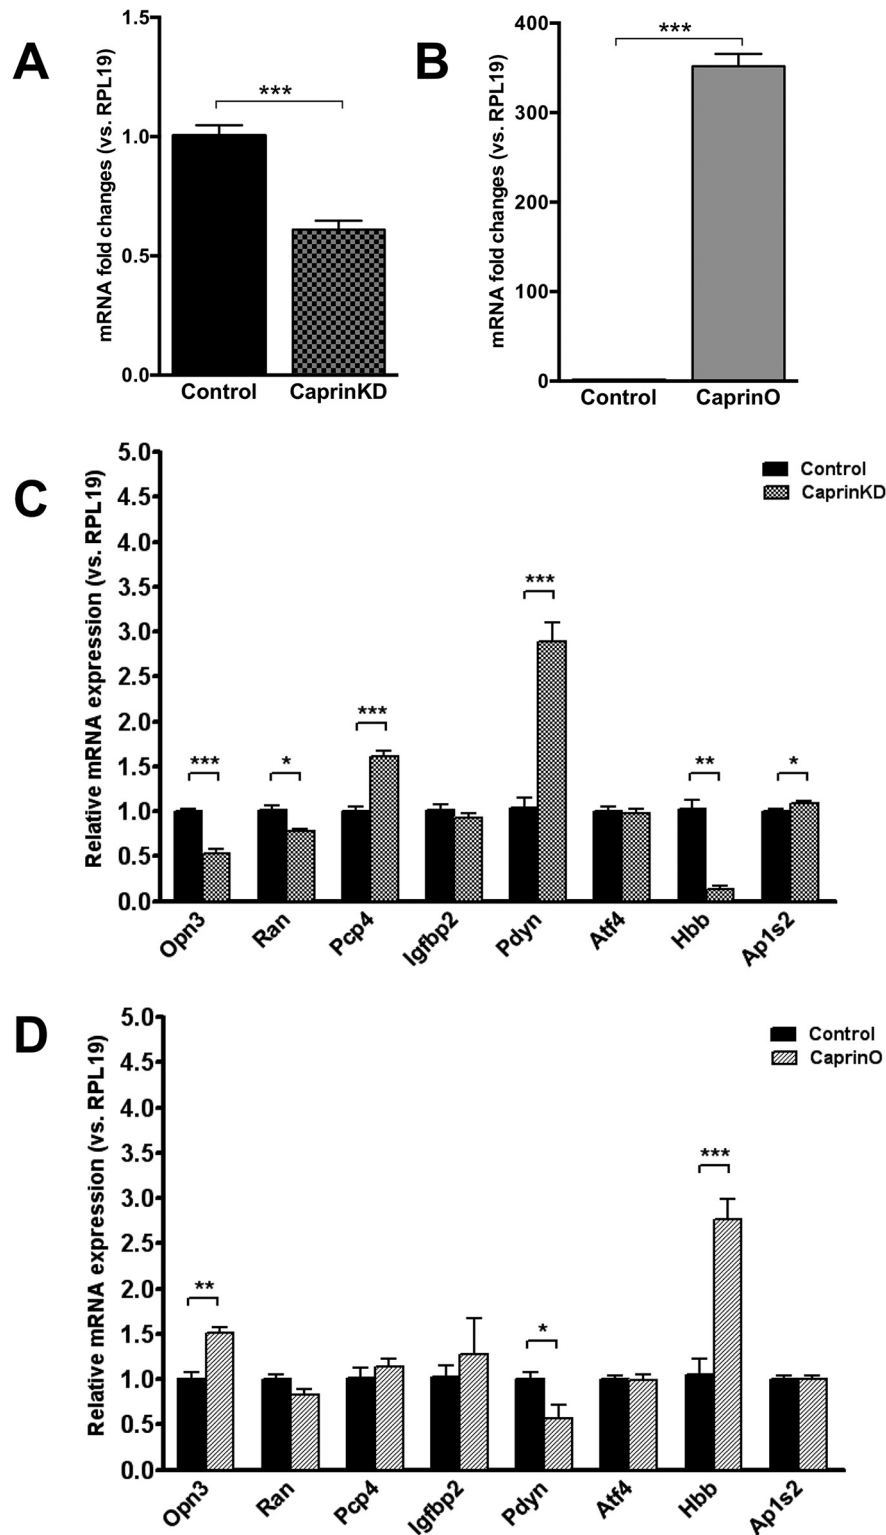 A
mRNA fold changes (vs. RPL19)
1.5
1.0
0.5
0.0
***
Control CaprinKD
B
mRNA fold changes (vs. RPL19)
400
300
200
100
0
***
Control CaprinO
C
Relative mRNA expression (vs. RPL19)
5.0
4.5
4.0
3.5
3.0
2.5
2.0
1.5
1.0
0.5
0.0
Control
CaprinKD
*** * *** *** ** *
Opn3 Ran Pcp4 Igfbp2 Pdyn Atf4 Hbb Ap1s2
D
Relative mRNA expression (vs. RPL19)
5.0
4.5
4.0
3.5
3.0
2.5
2.0
1.5
1.0
0.5
0.0
Control
CaprinO
** * ***
Opn3 Ran Pcp4 Igfbp2 Pdyn Atf4 Hbb Ap1s2